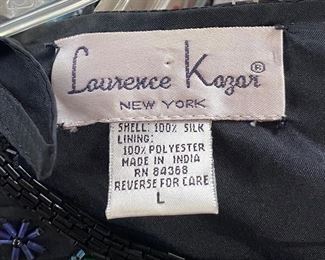 Laurence Kazar®
NEW YORK
SHELL: 100% SILK
LINING:
100% POLYESTER
MADE IN INDIA
RN 84368
REVERSE FOR CARE
L